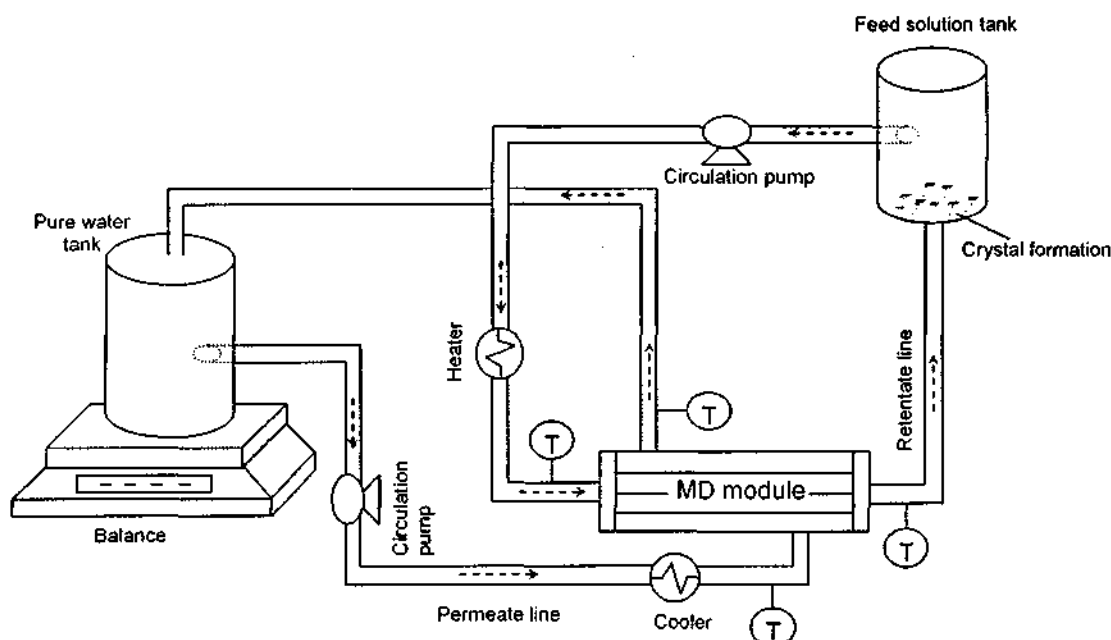 Feed solution tank
Circulation pump
Pure water
tank
Crystal formation
Heater
Retentate line
T
T
MD module
Circulation
pump
Balance
T
Permeate line
Cooler
T